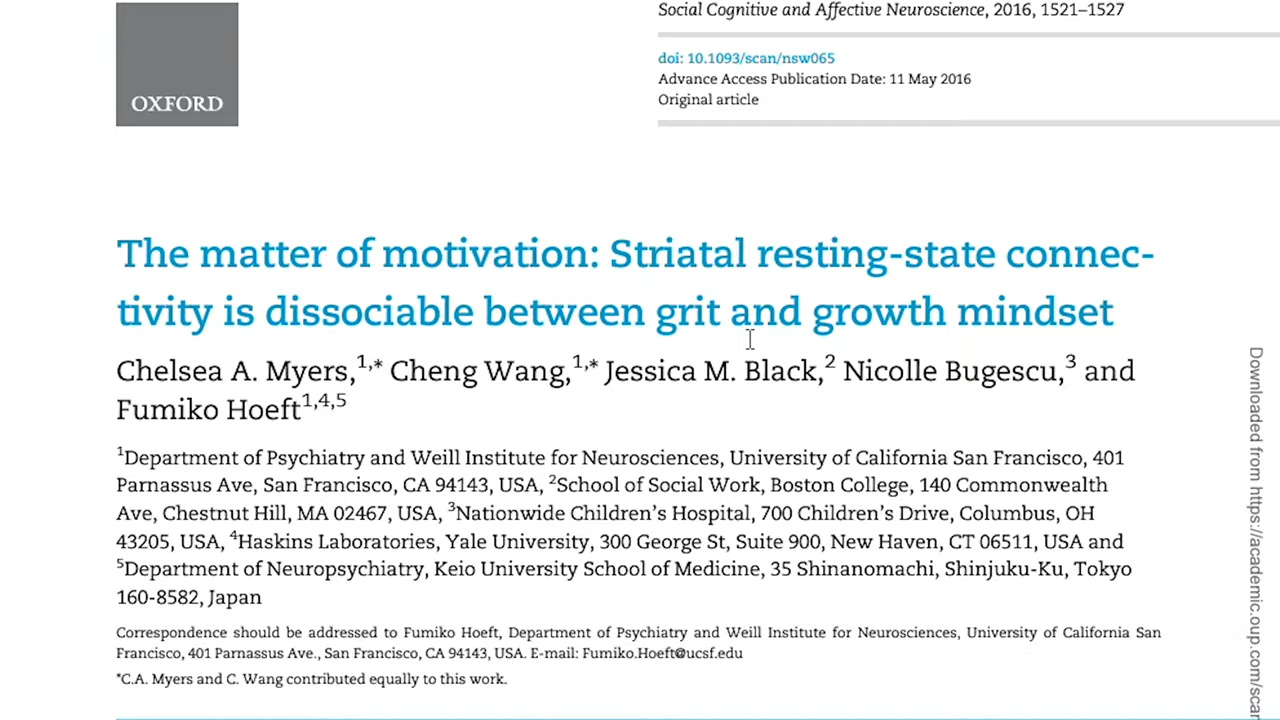 Social Cognitive and Affective Neuroscience, 2016, 1521–1527
OXFORD
doi: 10.1093/scan/nsw065
Advance Access Publication Date: 11 May 2016
Original article
The matter of motivation: Striatal resting-state connec-
tivity is dissociable between grit and growth mindset
Chelsea A. Myers,1,* Cheng Wang,1,* Jessica M. Black,2 Nicolle Bugescu,3 and
Fumiko Hoeft1,4,5
1Department of Psychiatry and Weill Institute for Neurosciences, University of California San Francisco, 401
Parnassus Ave, San Francisco, CA 94143, USA, 2School of Social Work, Boston College, 140 Commonwealth
Ave, Chestnut Hill, MA 02467, USA, 3Nationwide Children's Hospital, 700 Children's Drive, Columbus, OH
43205, USA, 4Haskins Laboratories, Yale University, 300 George St, Suite 900, New Haven, CT 06511, USA and
5Department of Neuropsychiatry, Keio University School of Medicine, 35 Shinanomachi, Shinjuku-Ku, Tokyo
160-8582, Japan
Correspondence should be addressed to Fumiko Hoeft, Department of Psychiatry and Weill Institute for Neurosciences, University of California San
Francisco, 401 Parnassus Ave., San Francisco, CA 94143, USA. E-mail: Fumiko.Hoeft@ucsf.edu
*C.A. Myers and C. Wang contributed equally to this work.
Downloaded from https://academic.oup.com/scan